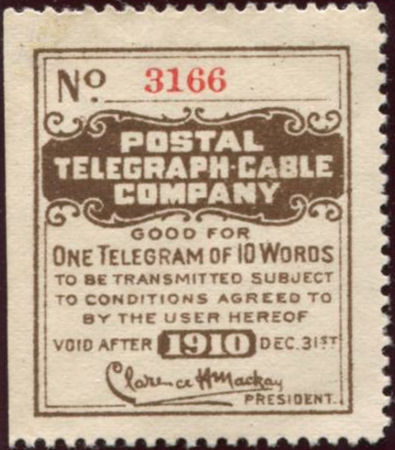 No. 3166
POSTAL
TELEGRAPH-CABLE
COMPANY
GOOD FOR
ONE TELEGRAM OF 10 WORDS
TO BE TRANSMITTED SUBJECT
TO CONDITIONS AGREED TO
BY THE USER HEREOF
VOID AFTER 1910 DEC. 31ST
Clarence H Mackay
PRESIDENT.